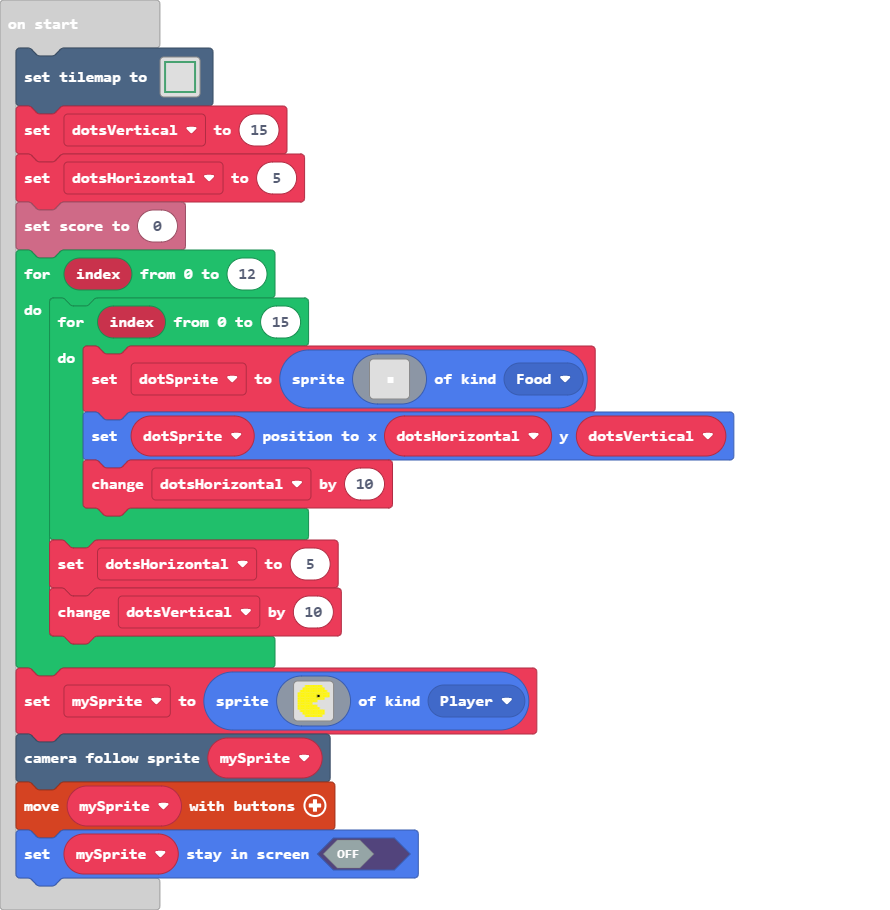 on start
set tilemap to
set dotsVertical to 15
set dotsHorizontal to 5
set score to 0
for index from 0 to 12
do
for index from 0 to 15
do
set dotSprite to sprite of kind Food
set dotSprite position to x dotsHorizontal y dotsVertical
change dotsHorizontal by 10
set dotsHorizontal to 5
change dotsVertical by 10
set mySprite to sprite of kind Player
camera follow sprite mySprite
move mySprite with buttons
set mySprite stay in screen OFF